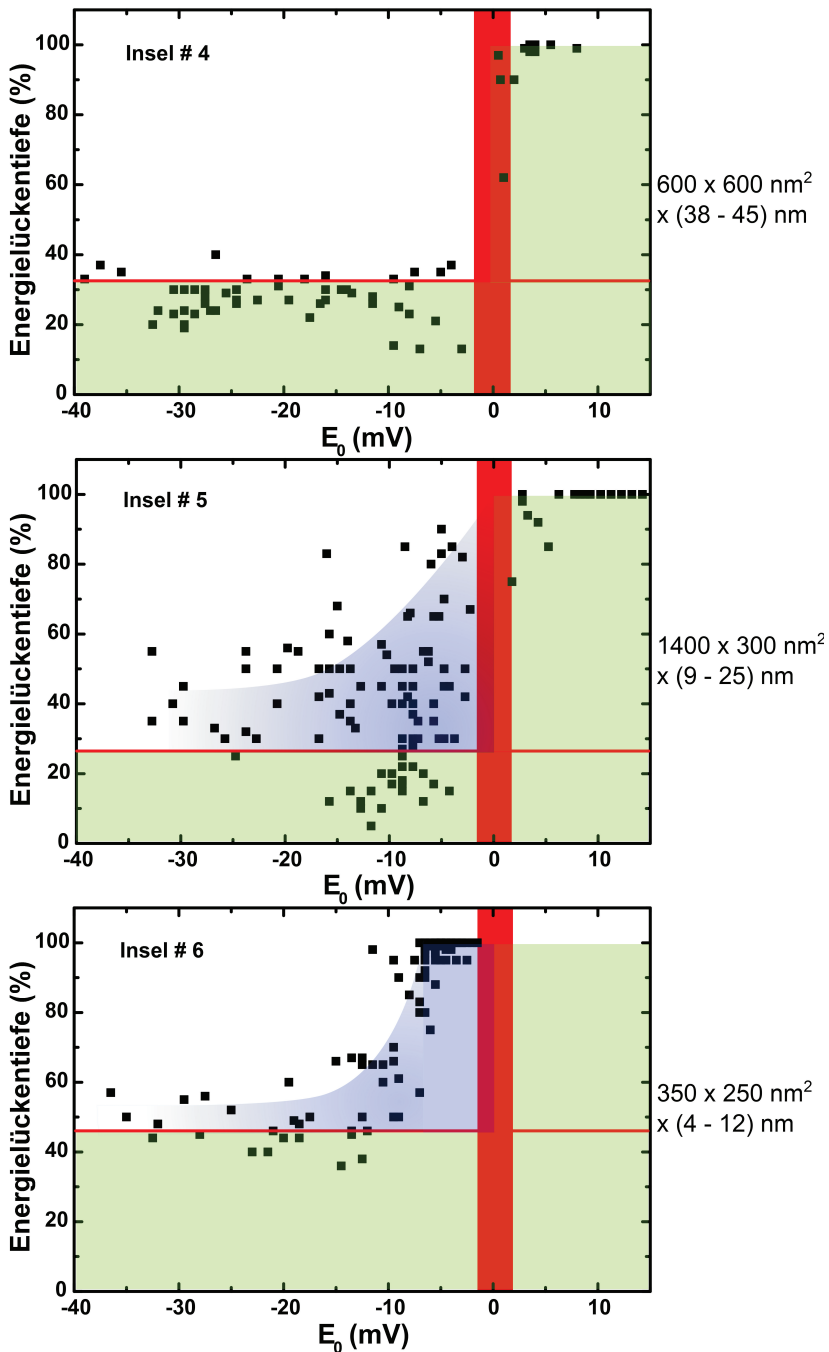 Insel # 4
Energielückentiefe (%)
100
80
60
40
20
0
-40
-30
-20
-10
0
10
E₀ (mV)
600 x 600 nm²
x (38 - 45) nm
Insel # 5
Energielückentiefe (%)
100
80
60
40
20
0
-40
-30
-20
-10
0
10
E₀ (mV)
1400 x 300 nm²
x (9 - 25) nm
Insel # 6
Energielückentiefe (%)
100
80
60
40
20
0
-40
-30
-20
-10
0
10
E₀ (mV)
350 x 250 nm²
x (4 - 12) nm